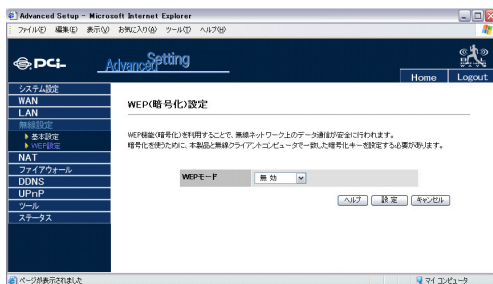 Advanced Setup - Microsoft Internet Explorer
ファイル(F) 編集(E) 表示(V) お気に入り(A) ツール(T) ヘルプ(H)
PCi
Advanced Setting
Home Logout
システム設定
WAN
LAN
無線設定
基本設定
WEP設定
NAT
ファイアウォール
DDNS
UPnP
ツール
ステータス
WEP(暗号化)設定
WEP機能(暗号化)を利用することで、無線ネットワーク上のデータ通信が安全に行われます。
暗号化を使うために、本製品と無線クライアントコンピュータで一致した暗号化キーを設定する必要があります。
WEPモード 無効
ヘルプ 設定 キャンセル
ページが表示されました
マイ コンピュータ